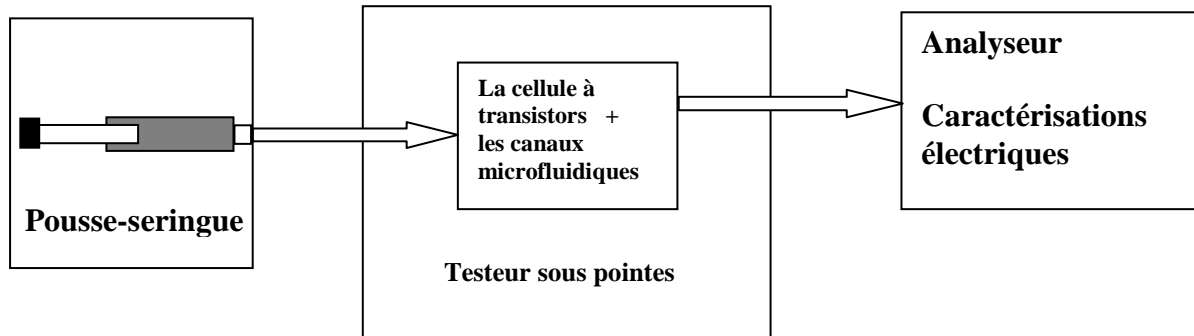 Pousse-seringue
La cellule à
transistors +
les canaux
microfluidiques
Testeur sous pointes
Analyseur
Caractérisations
électriques